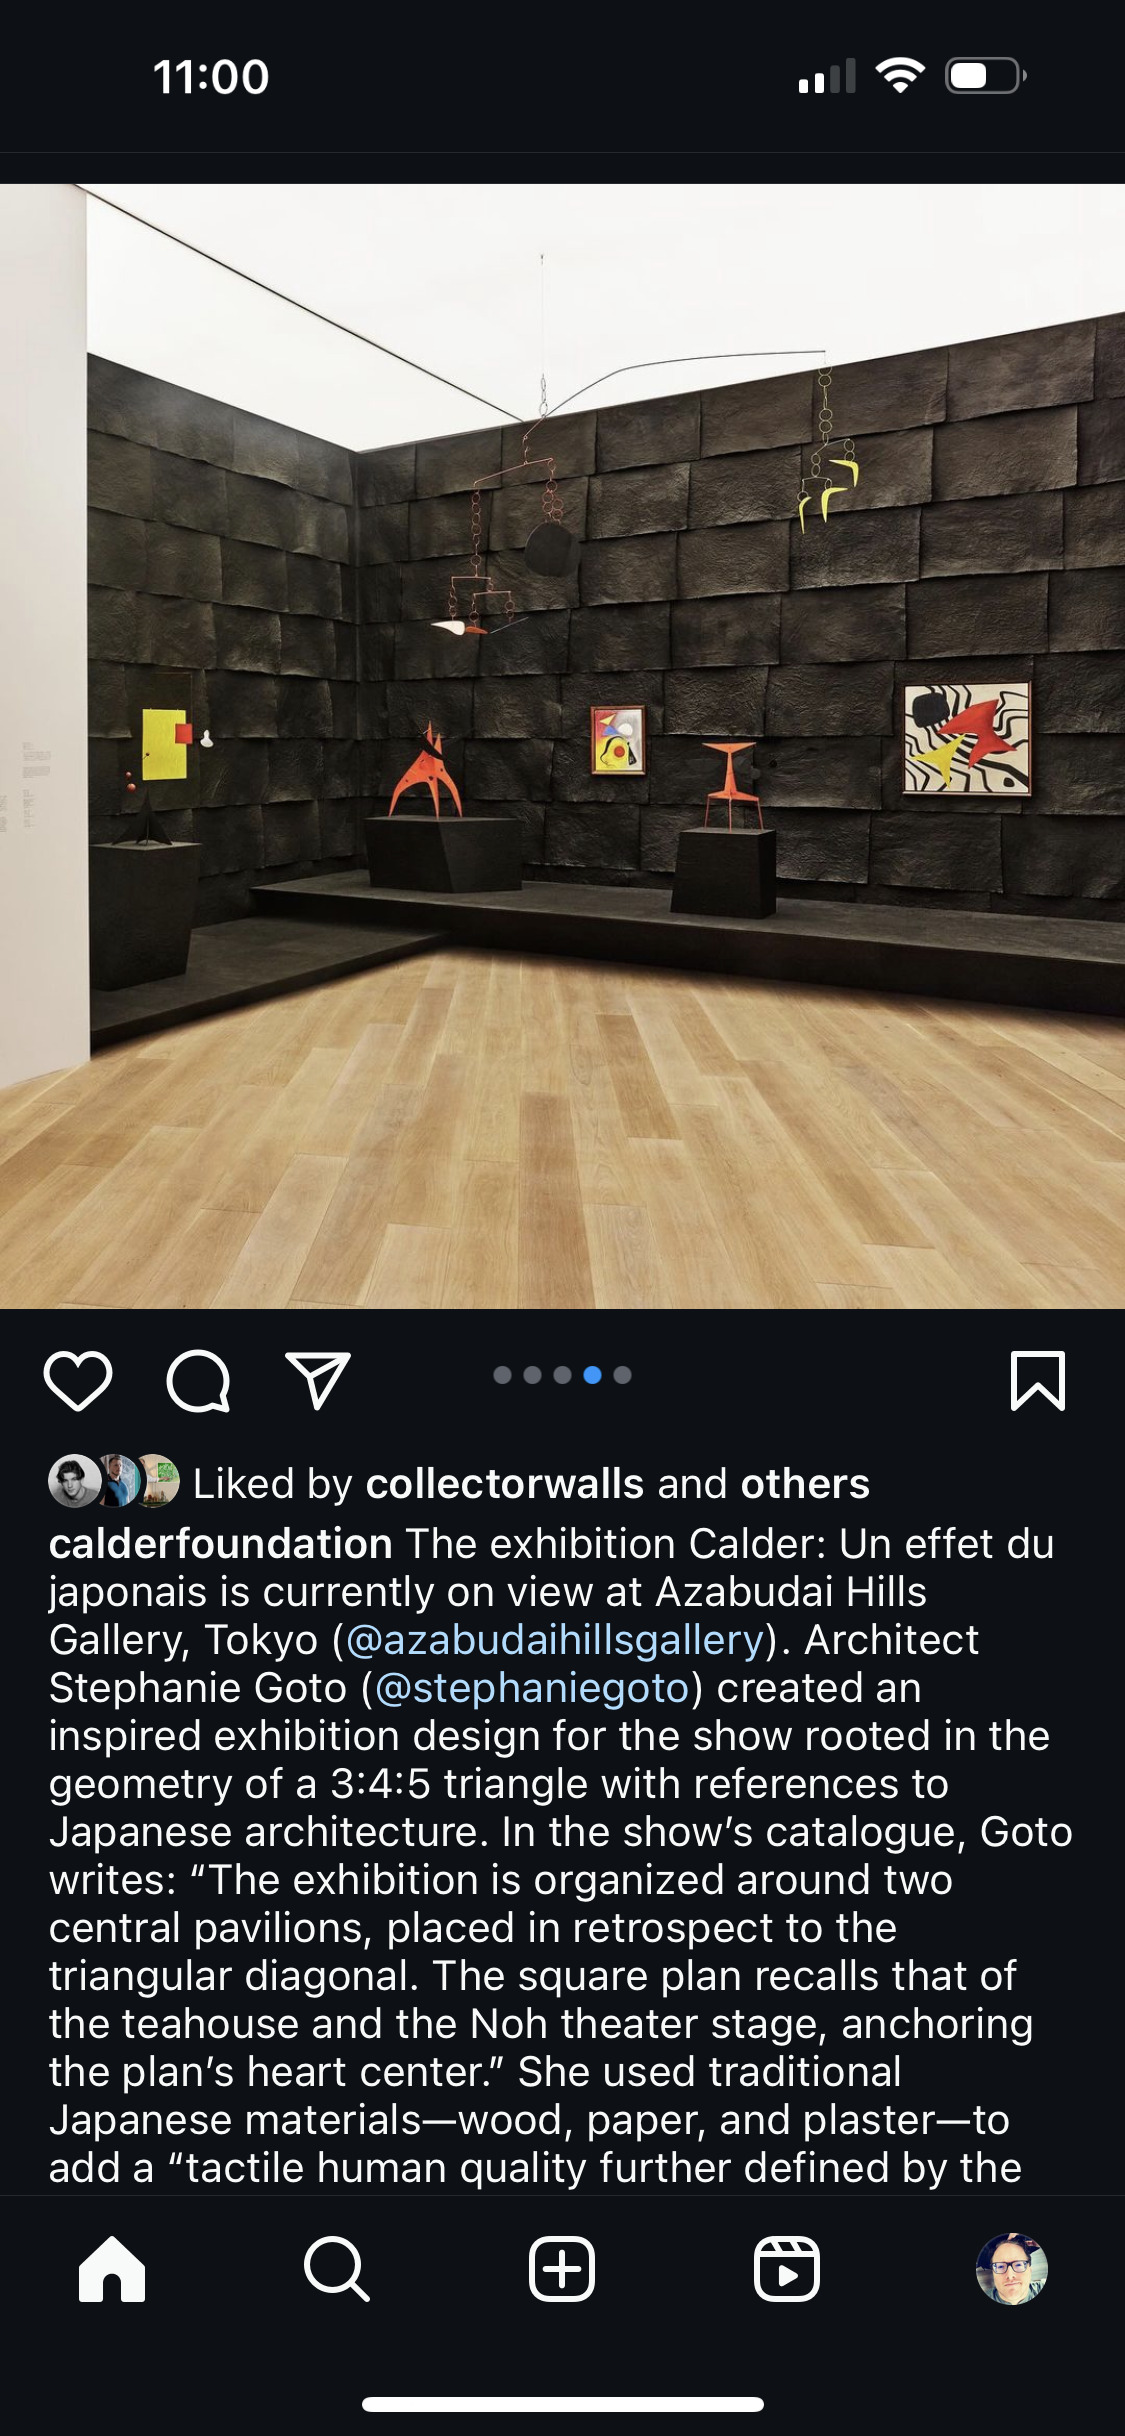 11:00
Liked by collectorwalls and others
calderfoundation The exhibition Calder: Un effet du
japonais is currently on view at Azabudai Hills
Gallery, Tokyo (@azabudaihillsgallery). Architect
Stephanie Goto (@stephaniegoto) created an
inspired exhibition design for the show rooted in the
geometry of a 3:4:5 triangle with references to
Japanese architecture. In the show’s catalogue, Goto
writes: “The exhibition is organized around two
central pavilions, placed in retrospect to the
triangular diagonal. The square plan recalls that of
the teahouse and the Noh theater stage, anchoring
the plan’s heart center.” She used traditional
Japanese materials—wood, paper, and plaster—to
add a “tactile human quality further defined by the